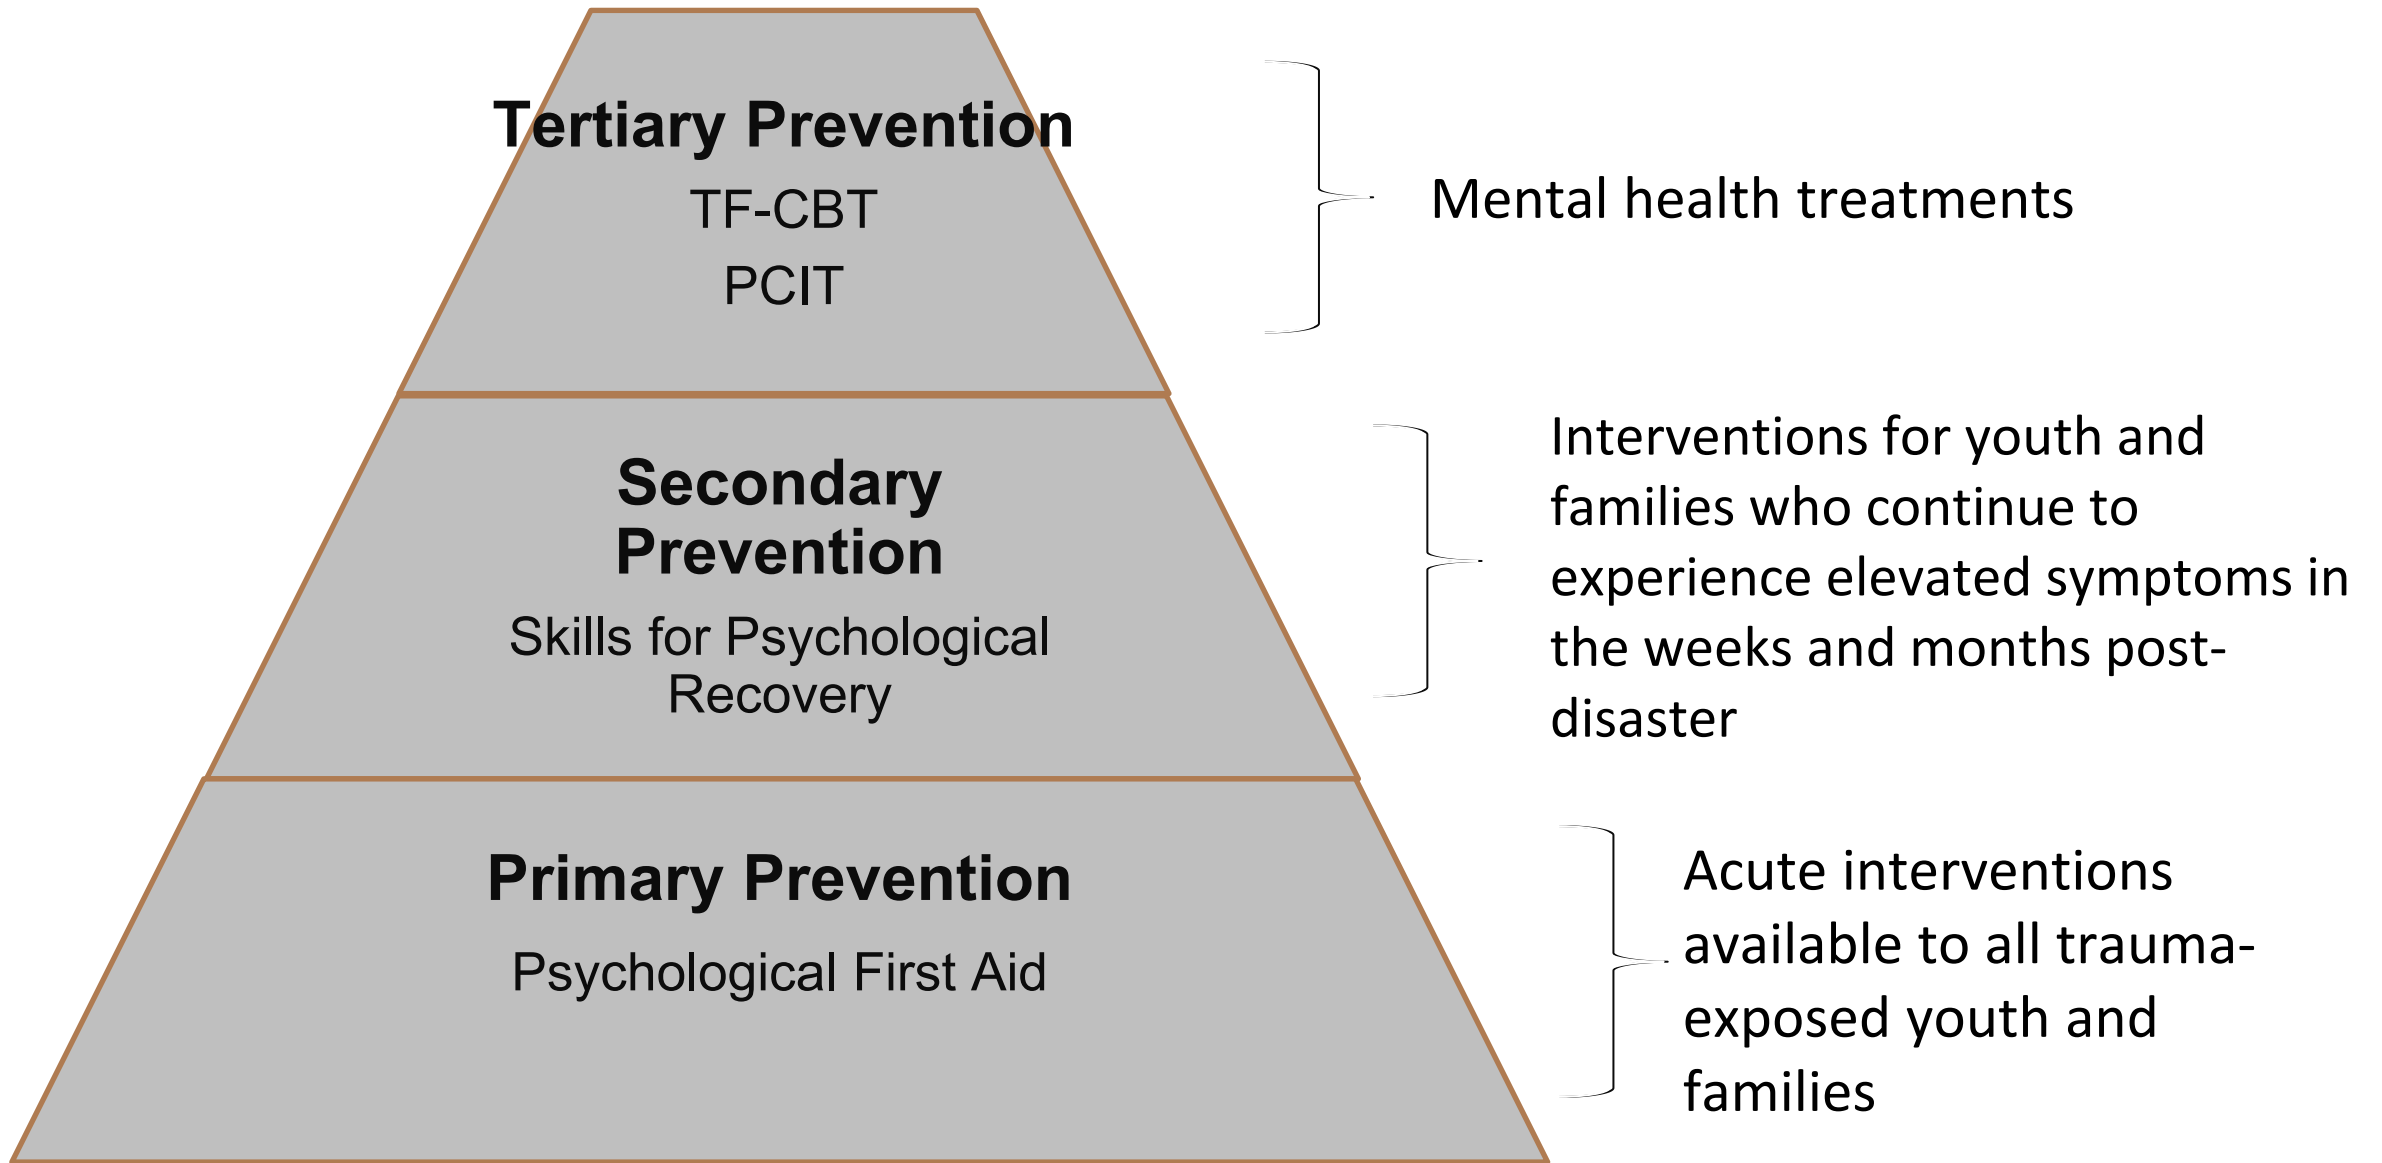 Tertiary Prevention
TF-CBT
PCIT
Mental health treatments
Secondary
Prevention
Skills for Psychological
Recovery
Interventions for youth and
families who continue to
experience elevated symptoms in
the weeks and months post-
disaster
Primary Prevention
Psychological First Aid
Acute interventions
available to all trauma-
exposed youth and
families